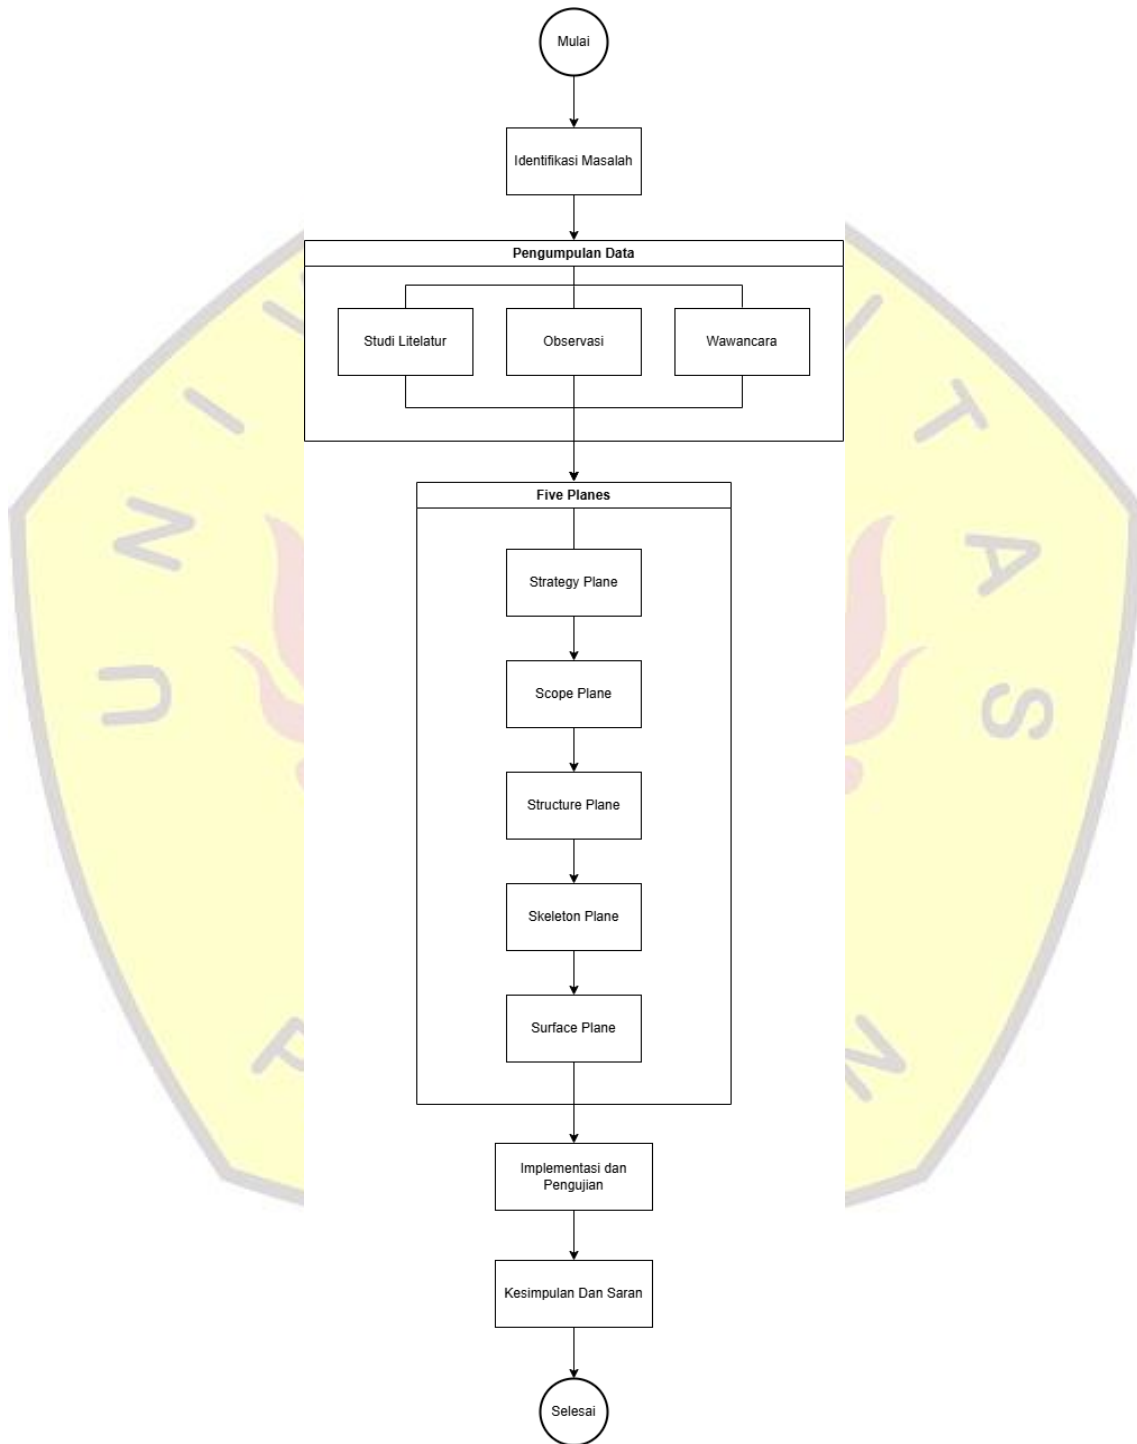 Mulai
Identifikasi Masalah
Pengumpulan Data
Studi Litelatur
Observasi
Wawancara
Five Planes
Strategy Plane
Scope Plane
Structure Plane
Skeleton Plane
Surface Plane
Implementasi dan
Pengujian
Kesimpulan Dan Saran
Selesai